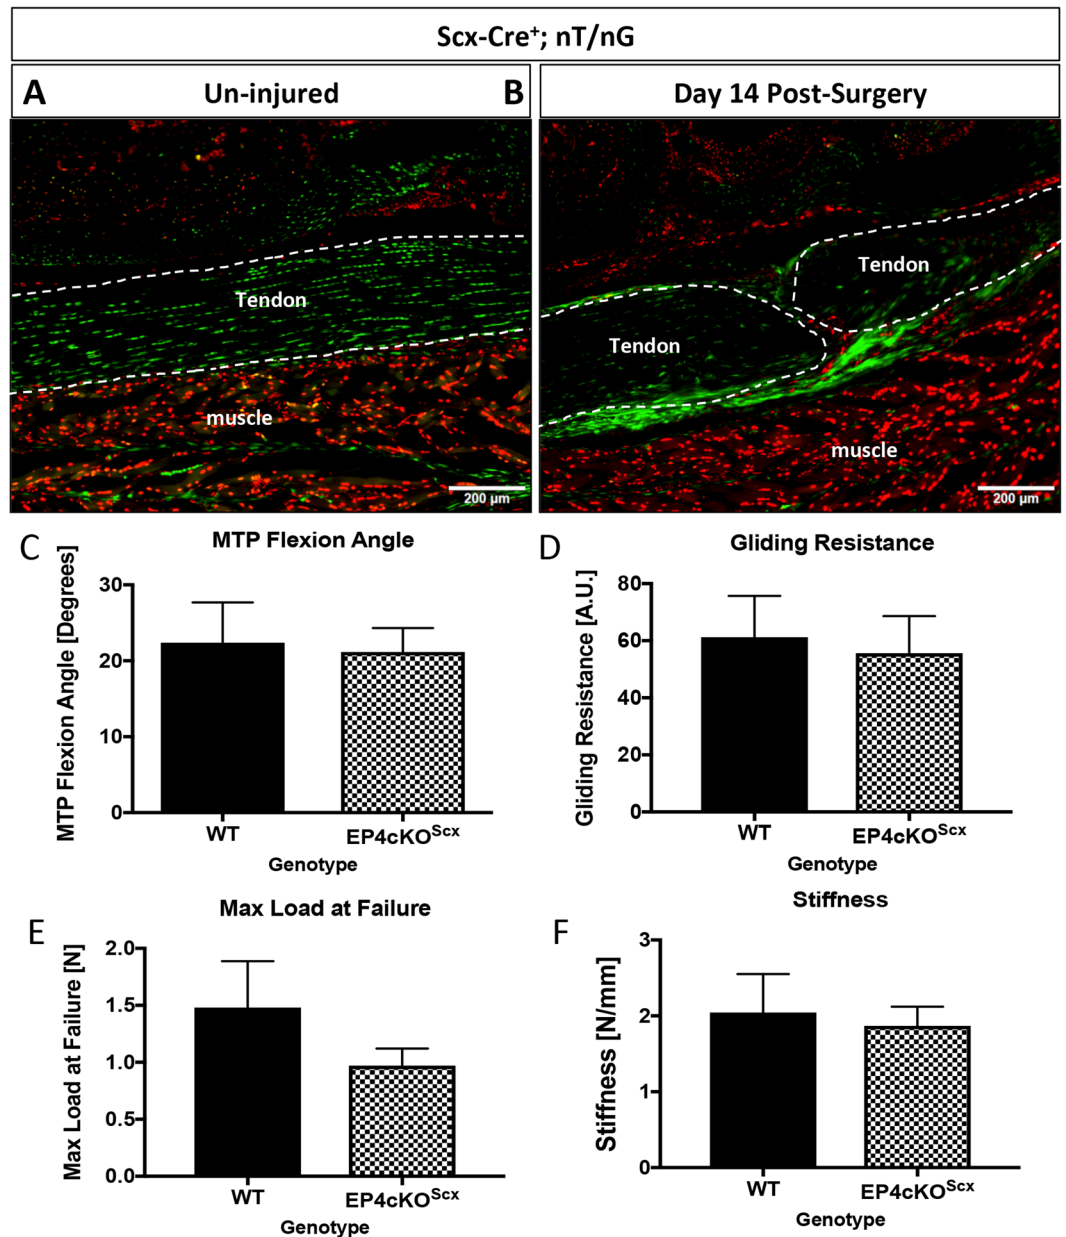 Scx-Cre+; nT/nG
A
Un-injured
B
Day 14 Post-Surgery
Tendon
muscle
200 µm
Tendon
Tendon
muscle
200 µm
C
MTP Flexion Angle
MTP Flexion Angle [Degrees]
30
20
10
0
WT
EP4cKOScx
Genotype
D
Gliding Resistance
Gliding Resistance [A.U.]
80
60
40
20
0
WT
EP4cKOScx
Genotype
E
Max Load at Failure
Max Load at Failure [N]
2.0
1.5
1.0
0.5
0.0
WT
EP4cKOScx
Genotype
F
Stiffness
Stiffness [N/mm]
3
2
1
0
WT
EP4cKOScx
Genotype